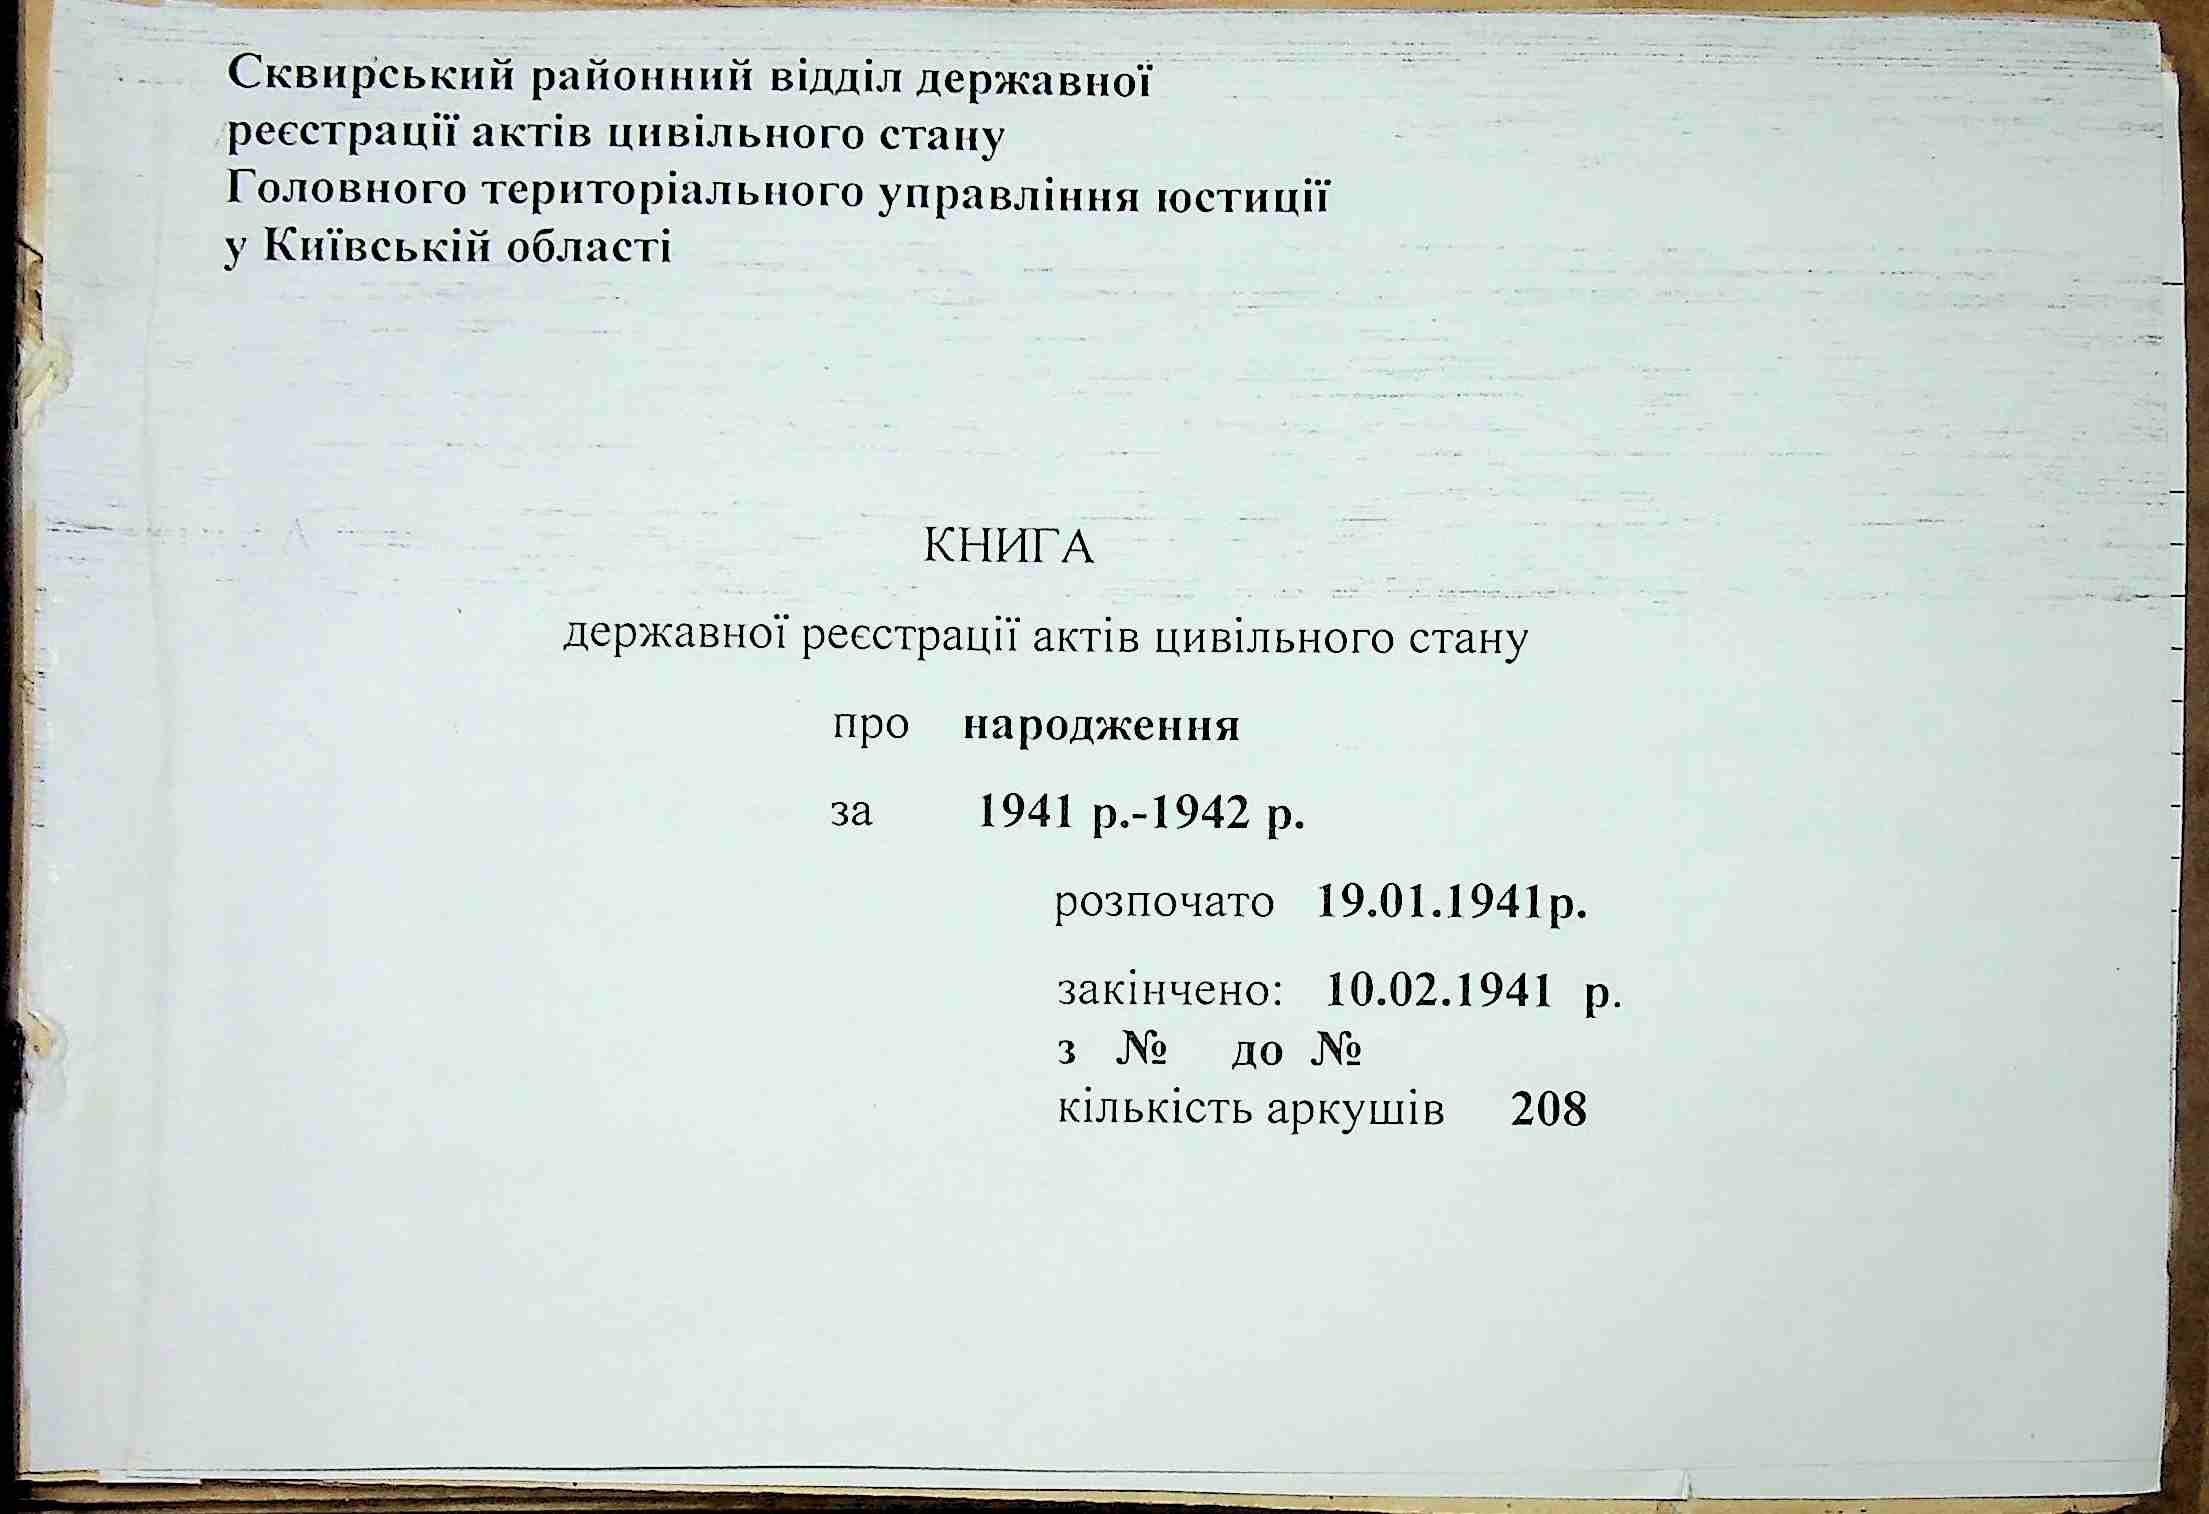 Сквирський районний відділ державної
реєстрації актів цивільного стану
Головного територіального управління юстиції
у Київській області
КНИГА
державної реєстрації актів цивільного стану
про народження
за 1941 р.-1942 р.
розпочато 19.01.1941р.
закінчено: 10.02.1941 р.
з № до №
кількість аркушів 208